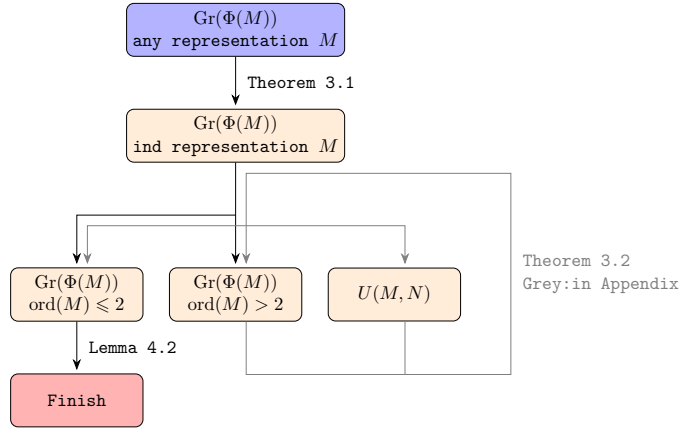 Gr(Φ(M))
any representation M
Theorem 3.1
Gr(Φ(M))
ind representation M
Theorem 3.2
Grey:in Appendix
Gr(Φ(M))
ord(M) ⩽ 2
Gr(Φ(M))
ord(M) > 2
U(M, N)
Lemma 4.2
Finish